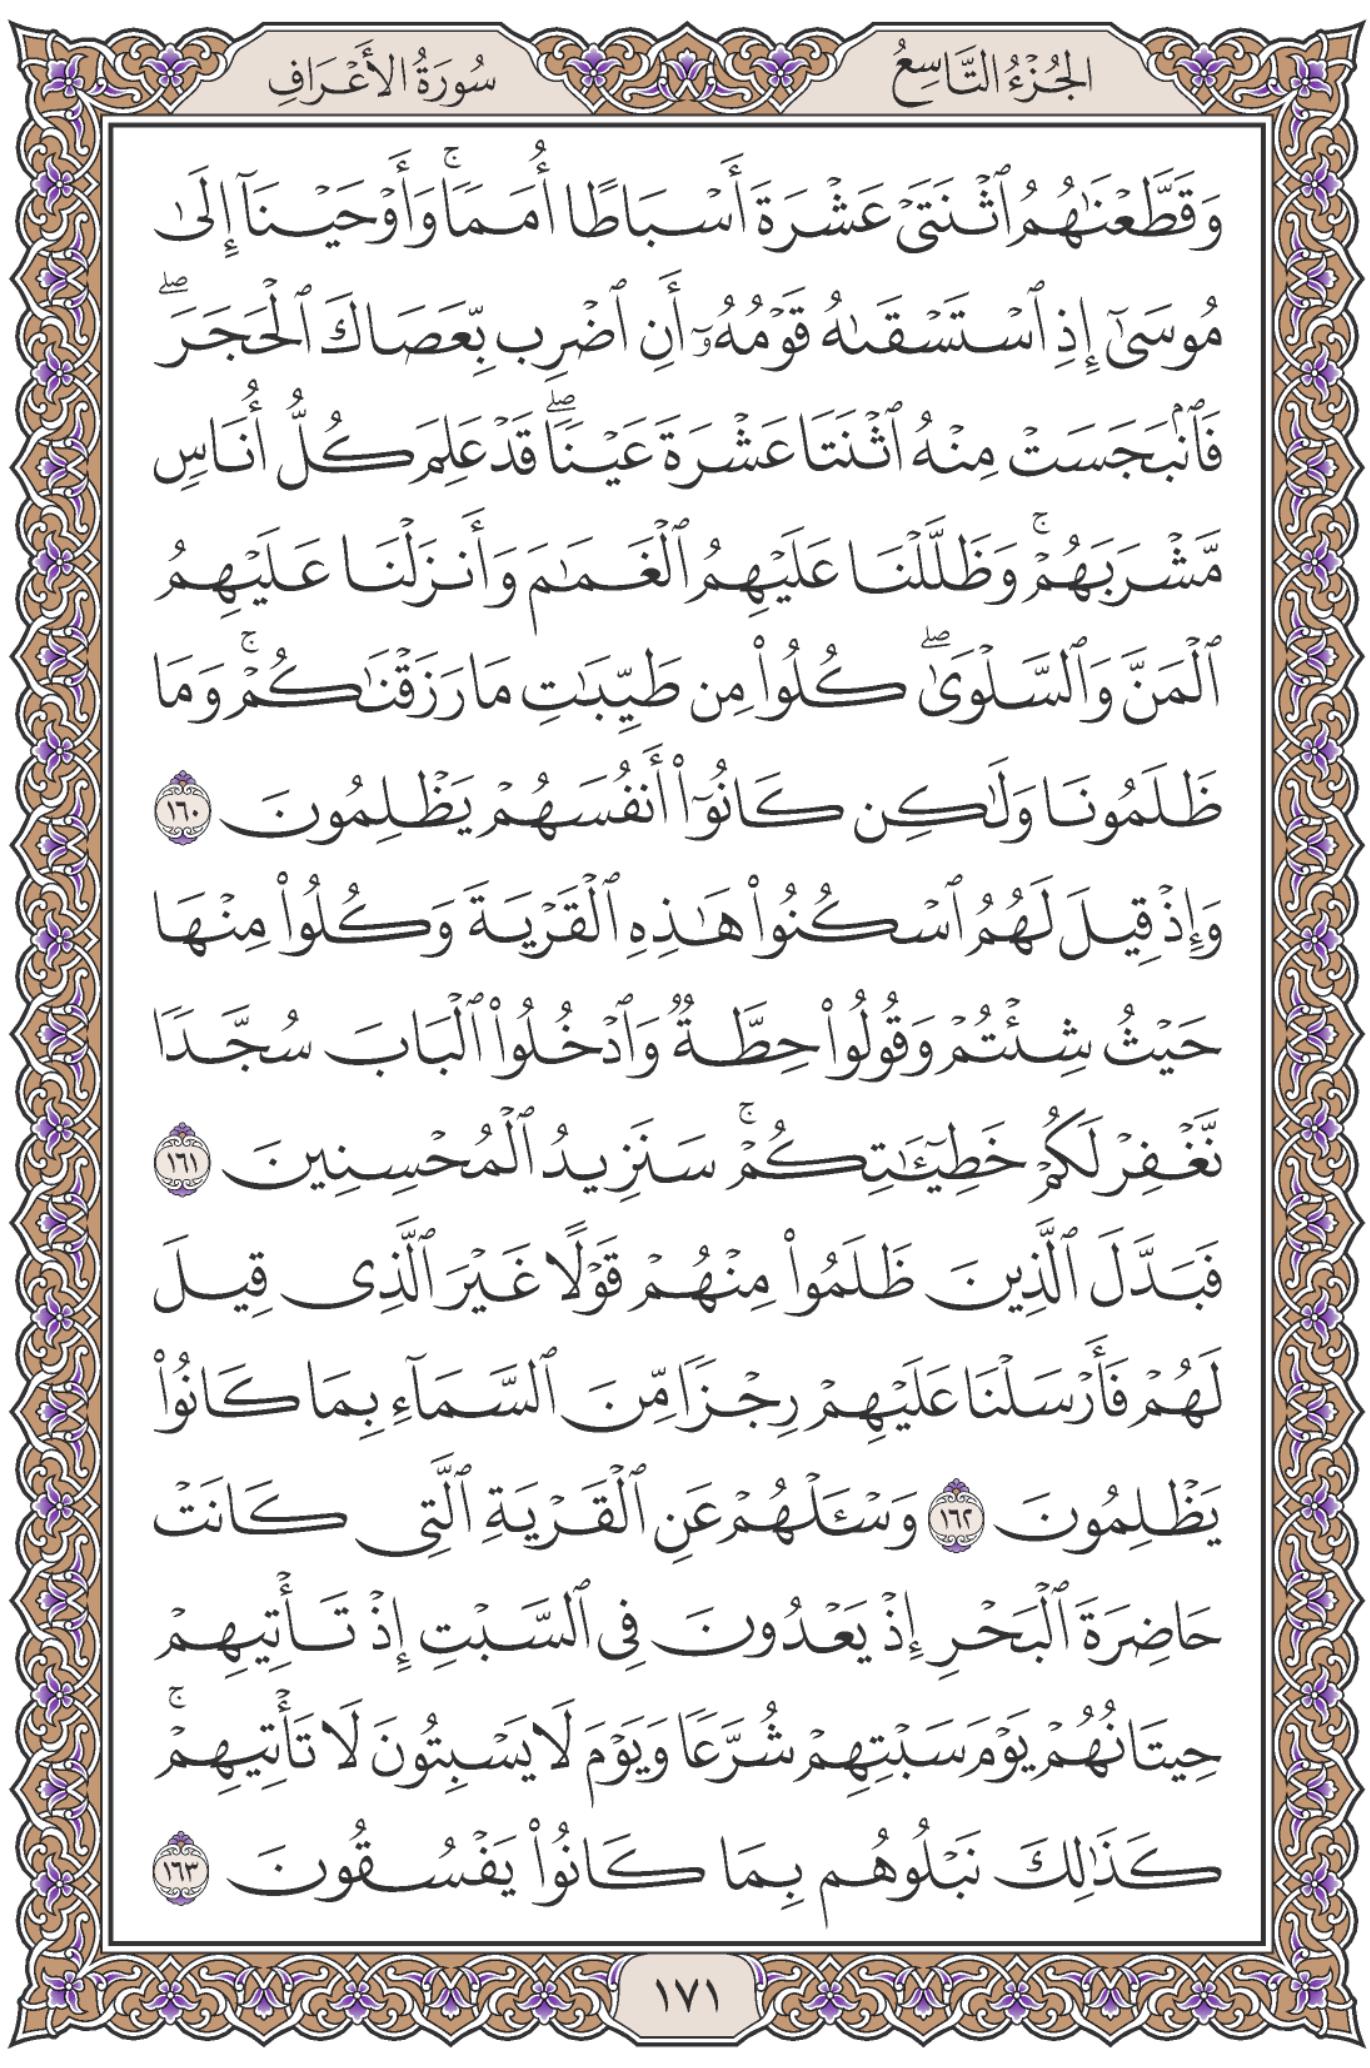 الجُزْءُ التَّاسِعُ
سُورَةُ الأَعْرَافِ
وَقَطَّعْنَٰهُمُ ٱثْنَتَىْ عَشْرَةَ أَسْبَاطًا أُمَمًاۚ وَأَوْحَيْنَآ إِلَىٰ
مُوسَىٰٓ إِذِ ٱسْتَسْقَىٰهُ قَوْمُهُۥٓ أَنِ ٱضْرِب بِّعَصَاكَ ٱلْحَجَرَۖ
فَٱنۢبَجَسَتْ مِنْهُ ٱثْنَتَا عَشْرَةَ عَيْنًاۖ قَدْ عَلِمَ كُلُّ أُنَاسٍ
مَّشْرَبَهُمْۚ وَظَلَّلْنَا عَلَيْهِمُ ٱلْغَمَٰمَ وَأَنزَلْنَا عَلَيْهِمُ
ٱلْمَنَّ وَٱلسَّلْوَىٰۖ كُلُوا۟ مِن طَيِّبَٰتِ مَا رَزَقْنَٰكُمْۚ وَمَا
ظَلَمُونَا وَلَٰكِن كَانُوٓا۟ أَنفُسَهُمْ يَظْلِمُونَ ١٦٠
وَإِذْ قِيلَ لَهُمُ ٱسْكُنُوا۟ هَٰذِهِ ٱلْقَرْيَةَ وَكُلُوا۟ مِنْهَا
حَيْثُ شِئْتُمْ وَقُولُوا۟ حِطَّةٌ وَٱدْخُلُوا۟ ٱلْبَابَ سُجَّدًا
نَّغْفِرْ لَكُمْ خَطِيٓـَٰٔتِكُمْۚ سَنَزِيدُ ٱلْمُحْسِنِينَ ١٦١
فَبَدَّلَ ٱلَّذِينَ ظَلَمُوا۟ مِنْهُمْ قَوْلًا غَيْرَ ٱلَّذِى قِيلَ
لَهُمْ فَأَرْسَلْنَا عَلَيْهِمْ رِجْزًا مِّنَ ٱلسَّمَآءِ بِمَا كَانُوا۟
يَظْلِمُونَ ١٦٢ وَسْـَٔلْهُمْ عَنِ ٱلْقَرْيَةِ ٱلَّتِى كَانَتْ
حَاضِرَةَ ٱلْبَحْرِ إِذْ يَعْدُونَ فِى ٱلسَّبْتِ إِذْ تَأْتِيهِمْ
حِيتَانُهُمْ يَوْمَ سَبْتِهِمْ شُرَّعًا وَيَوْمَ لَا يَسْبِتُونَ لَا تَأْتِيهِمْۚ
كَذَٰلِكَ نَبْلُوهُم بِمَا كَانُوا۟ يَفْسُقُونَ ١٦٣
١٧١